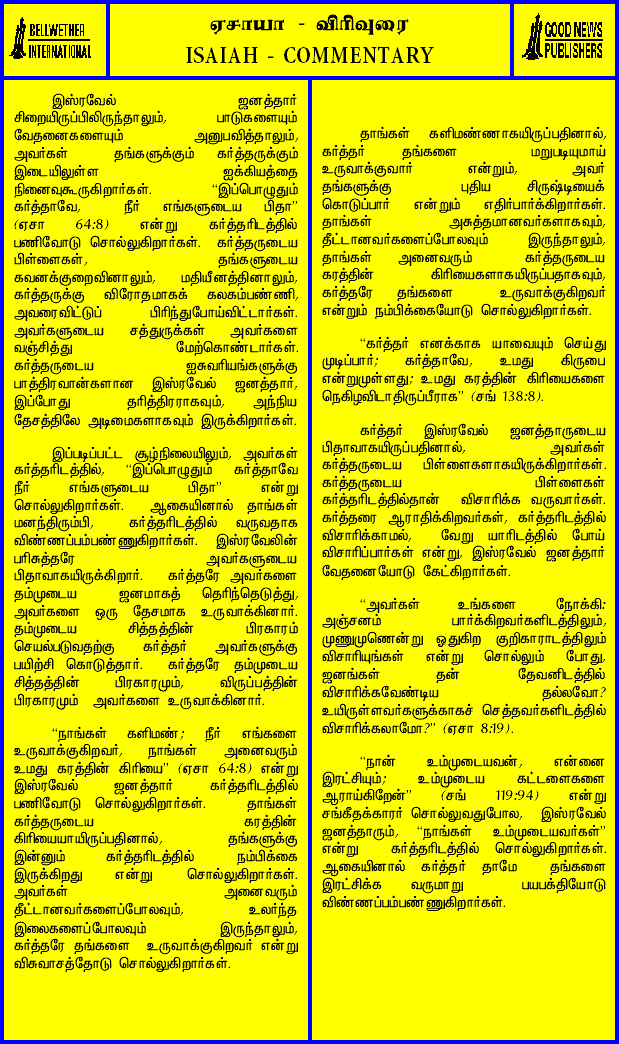 BELLWETHER
INTERNATIONAL
ஏசாயா - விரிவுரை
ISAIAH - COMMENTARY
GOOD NEWS
PUBLISHERS
இஸ்ரவேல் ஜனத்தார்
சிறையிருப்பிலிருந்தாலும், பாடுகளையும்
வேதனைகளையும் அனுபவித்தாலும்,
அவர்கள் தங்களுக்கும் கர்த்தருக்கும்
இடையிலுள்ள ஐக்கியத்தை
நினைவுகூருகிறார்கள். “இப்பொழுதும்
கர்த்தாவே, நீர் எங்களுடைய பிதா”
(ஏசா 64:8) என்று கர்த்தரிடத்தில்
பணிவோடு சொல்லுகிறார்கள். கர்த்தருடைய
பிள்ளைகள், தங்களுடைய
கவனக்குறைவினாலும், மதியீனத்தினாலும்,
கர்த்தருக்கு விரோதமாகக் கலகம்பண்ணி,
அவரைவிட்டுப் பிரிந்துபோய்விட்டார்கள்.
அவர்களுடைய சத்துருக்கள் அவர்களை
வஞ்சித்து மேற்கொண்டார்கள்.
கர்த்தருடைய ஐசுவரியங்களுக்கு
பாத்திரவான்களான இஸ்ரவேல் ஜனத்தார்,
இப்போது தரித்திரராகவும், அந்நிய
தேசத்திலே அடிமைகளாகவும் இருக்கிறார்கள்.
இப்படிப்பட்ட சூழ்நிலையிலும், அவர்கள்
கர்த்தரிடத்தில், “இப்பொழுதும் கர்த்தாவே
நீர் எங்களுடைய பிதா” என்று
சொல்லுகிறார்கள். ஆகையினால் தாங்கள்
மனந்திரும்பி, கர்த்தரிடத்தில் வருவதாக
விண்ணப்பம்பண்ணுகிறார்கள். இஸ்ரவேலின்
பரிசுத்தரே அவர்களுடைய
பிதாவாகயிருக்கிறார். கர்த்தரே அவர்களை
தம்முடைய ஜனமாகத் தெரிந்தெடுத்து,
அவர்களை ஒரு தேசமாக உருவாக்கினார்.
தம்முடைய சித்தத்தின் பிரகாரம்
செயல்படுவதற்கு கர்த்தர் அவர்களுக்கு
பயிற்சி கொடுத்தார். கர்த்தரே தம்முடைய
சித்தத்தின் பிரகாரமும், விருப்பத்தின்
பிரகாரமும் அவர்களை உருவாக்கினார்.
“நாங்கள் களிமண்; நீர் எங்களை
உருவாக்குகிறவர், நாங்கள் அனைவரும்
உமது கரத்தின் கிரியை” (ஏசா 64:8) என்று
இஸ்ரவேல் ஜனத்தார் கர்த்தரிடத்தில்
பணிவோடு சொல்லுகிறார்கள். தாங்கள்
கர்த்தருடைய கரத்தின்
கிரியையாயிருப்பதினால், தங்களுக்கு
இன்னும் கர்த்தரிடத்தில் நம்பிக்கை
இருக்கிறது என்று சொல்லுகிறார்கள்.
அவர்கள் அனைவரும்
தீட்டானவர்களைப்போலவும், உலர்ந்த
இலைகளைப்போலவும் இருந்தாலும்,
கர்த்தரே தங்களை உருவாக்குகிறவர் என்று
விசுவாசத்தோடு சொல்லுகிறார்கள்.
தாங்கள் களிமண்ணாகயிருப்பதினால்,
கர்த்தர் தங்களை மறுபடியுமாய்
உருவாக்குவார் என்றும், அவர்
தங்களுக்கு புதிய சிருஷ்டியைக்
கொடுப்பார் என்றும் எதிர்பார்க்கிறார்கள்.
தாங்கள் அசுத்தமானவர்களாகவும்,
தீட்டானவர்களைப்போலவும் இருந்தாலும்,
தாங்கள் அனைவரும் கர்த்தருடைய
கரத்தின் கிரியைகளாகயிருப்பதாகவும்,
கர்த்தரே தங்களை உருவாக்குகிறவர்
என்றும் நம்பிக்கையோடு சொல்லுகிறார்கள்.
“கர்த்தர் எனக்காக யாவையும் செய்து
முடிப்பார்; கர்த்தாவே, உமது கிருபை
என்றுமுள்ளது; உமது கரத்தின் கிரியைகளை
நெகிழவிடாதிருப்பீராக” (சங் 138:8).
கர்த்தர் இஸ்ரவேல் ஜனத்தாருடைய
பிதாவாகயிருப்பதினால், அவர்கள்
கர்த்தருடைய பிள்ளைகளாகயிருக்கிறார்கள்.
கர்த்தருடைய பிள்ளைகள்
கர்த்தரிடத்தில்தான் விசாரிக்க வருவார்கள்.
கர்த்தரை ஆராதிக்கிறவர்கள், கர்த்தரிடத்தில்
விசாரிக்காமல், வேறு யாரிடத்தில் போய்
விசாரிப்பார்கள் என்று, இஸ்ரவேல் ஜனத்தார்
வேதனையோடு கேட்கிறார்கள்.
“அவர்கள் உங்களை நோக்கி:
அஞ்சனம் பார்க்கிறவர்களிடத்திலும்,
முணுமுணென்று ஓதுகிற குறிகாரரிடத்திலும்
விசாரியுங்கள் என்று சொல்லும் போது,
ஜனங்கள் தன் தேவனிடத்தில்
விசாரிக்கவேண்டிய தல்லவோ?
உயிருள்ளவர்களுக்காகச் செத்தவர்களிடத்தில்
விசாரிக்கலாமோ?” (ஏசா 8:19).
“நான் உம்முடையவன், என்னை
இரட்சியும்; உம்முடைய கட்டளைகளை
ஆராய்கிறேன்” (சங் 119:94) என்று
சங்கீதக்காரர் சொல்லுவதுபோல, இஸ்ரவேல்
ஜனத்தாரும், “நாங்கள் உம்முடையவர்கள்”
என்று கர்த்தரிடத்தில் சொல்லுகிறார்கள்.
ஆகையினால் கர்த்தர் தாமே தங்களை
இரட்சிக்க வருமாறு பயபக்தியோடு
விண்ணப்பம்பண்ணுகிறார்கள்.